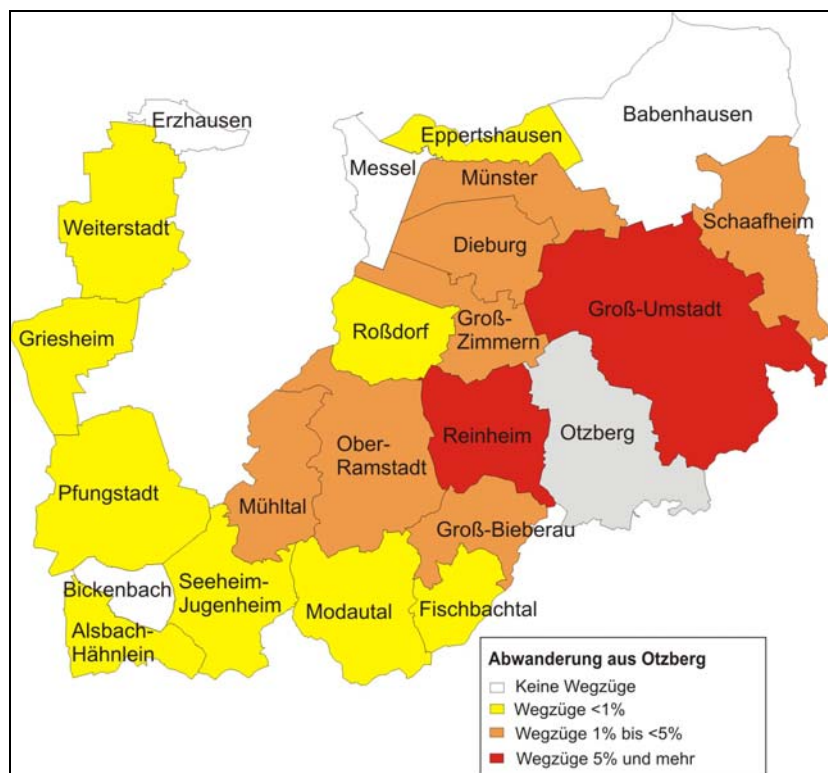 Erzhausen
Babenhausen
Eppertshausen
Messel
Münster
Weiterstadt
Schaafheim
Dieburg
Groß-Umstadt
Griesheim
Roßdorf
Groß-
Zimmern
Reinheim
Otzberg
Ober-
Ramstadt
Pfungstadt
Mühltal
Groß-Bieberau
Bickenbach
Seeheim-
Jugenheim
Modautal
Fischbachtal
Alsbach-
Hähnlein
Abwanderung aus Otzberg
Keine Wegzüge
Wegzüge <1%
Wegzüge 1% bis <5%
Wegzüge 5% und mehr